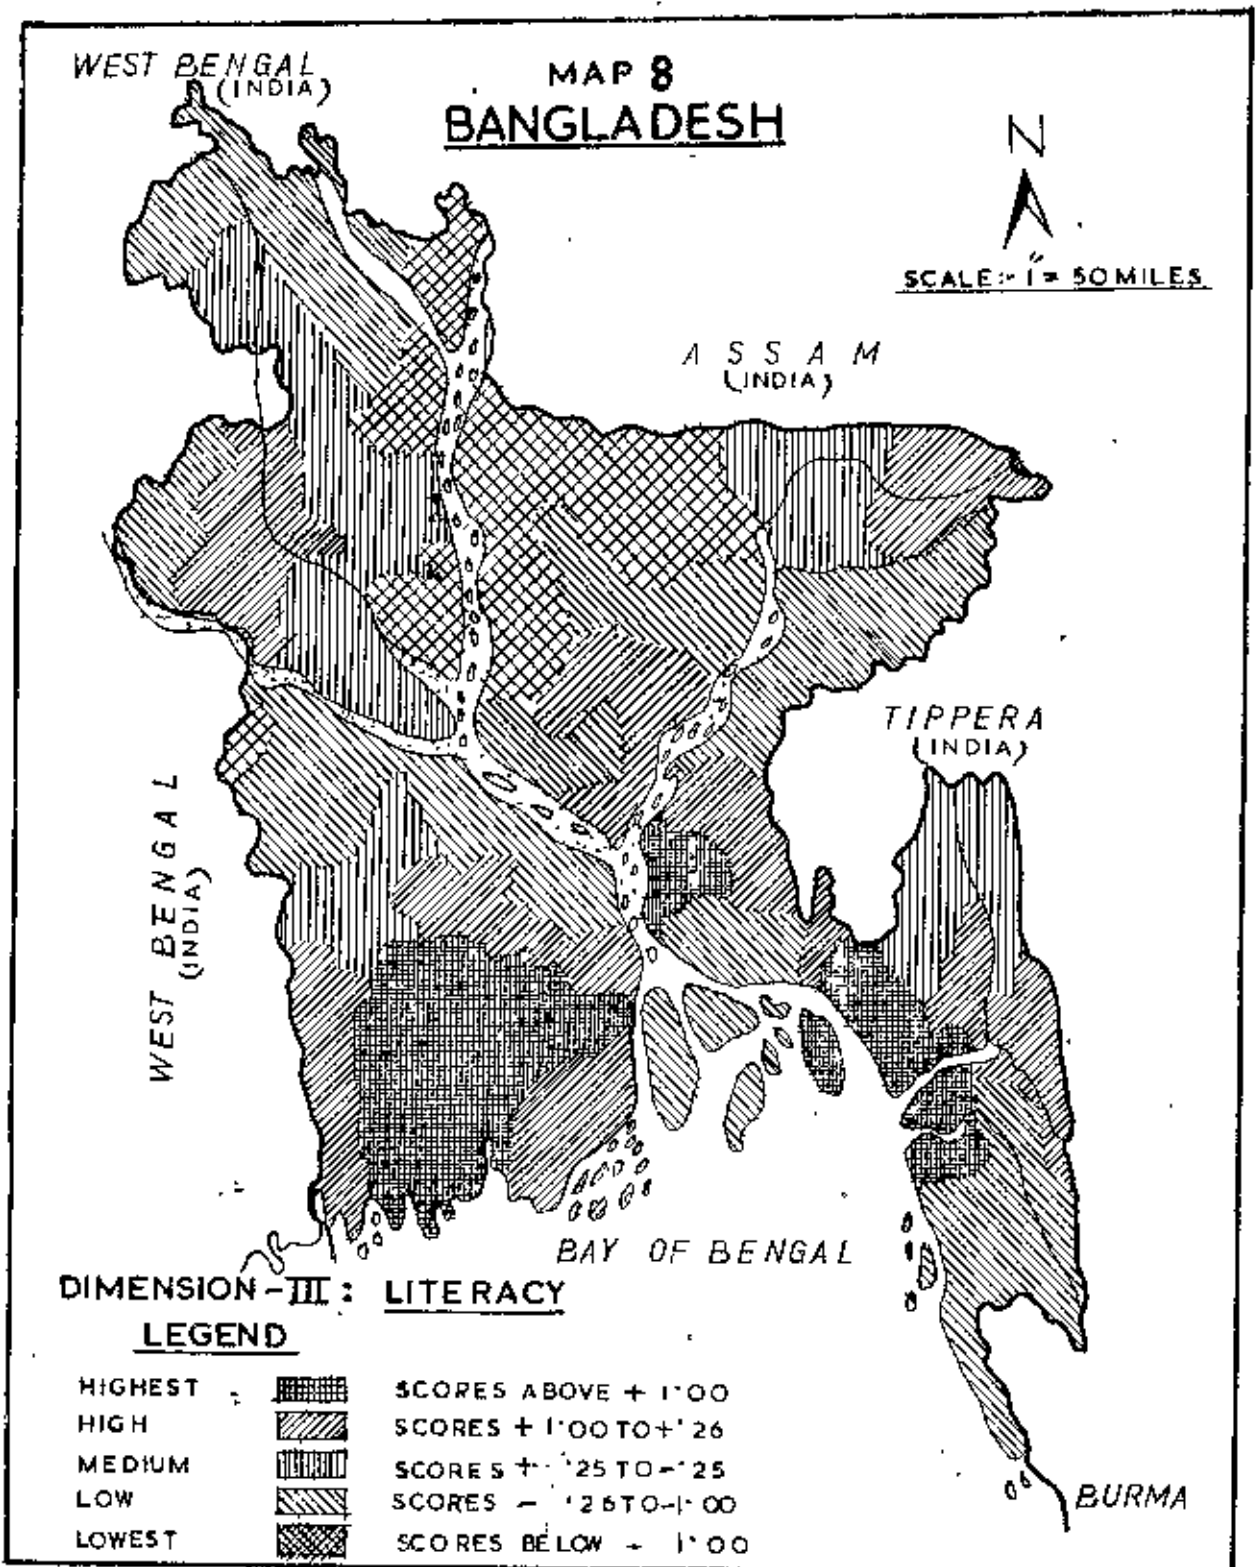 WEST BENGAL
(INDIA)
MAP 8
BANGLADESH
N
SCALE:- 1" = 50 MILES.
ASSAM
(INDIA)
TIPPERA
(INDIA)
WEST BENGAL
(INDIA)
BAY OF BENGAL
DIMENSION - III : LITERACY
LEGEND
HIGHEST SCORES ABOVE + 1·00
HIGH SCORES + 1·00 TO + ·26
MEDIUM SCORES + ·25 TO - ·25
LOW SCORES - ·26 TO - 1·00
LOWEST SCORES BELOW - 1·00
BURMA